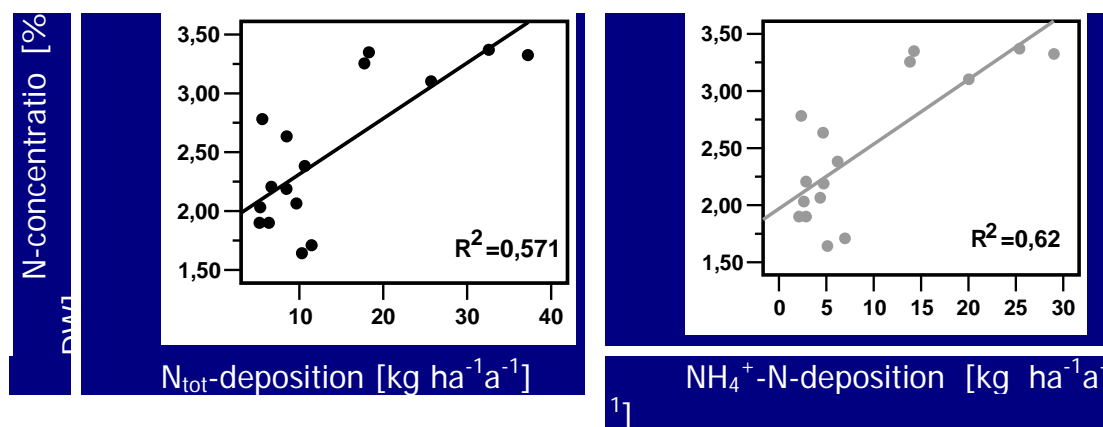 N-concentratio [%
DW]
3,50
3,00
2,50
2,00
1,50
R²=0,571
10 20 30 40
N_tot-deposition [kg ha⁻¹a⁻¹]
3,50
3,00
2,50
2,00
1,50
R²=0,62
0 5 10 15 20 25 30
NH₄⁺-N-deposition [kg ha⁻¹a⁻
¹]